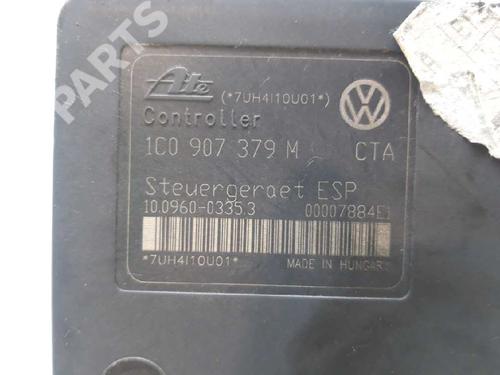 PARTS
Ate (*7UH4I10U01*)
Controller
1C0 907 379 M CTA
Steuergeraet ESP
10.0960-0335.3 00007884E1
*7UH4I10U01* MADE IN HUNGARY